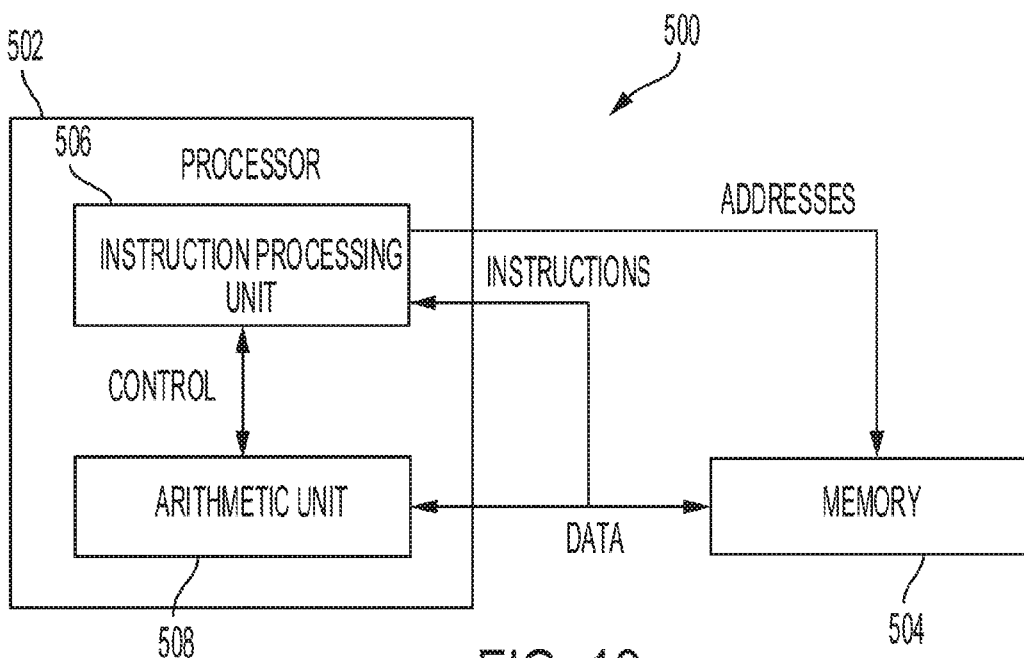 500
502
506
PROCESSOR
ADDRESSES
INSTRUCTION PROCESSING
UNIT
INSTRUCTIONS
CONTROL
ARITHMETIC UNIT
MEMORY
DATA
508
504